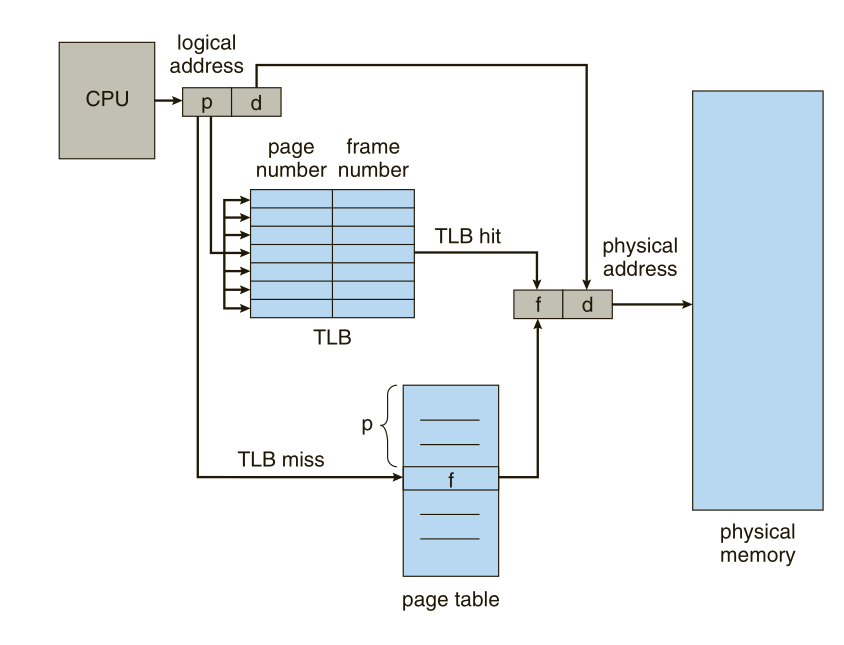 logical
address
CPU
p
d
page
number
frame
number
TLB hit
physical
address
f
d
TLB
p
TLB miss
f
physical
memory
page table